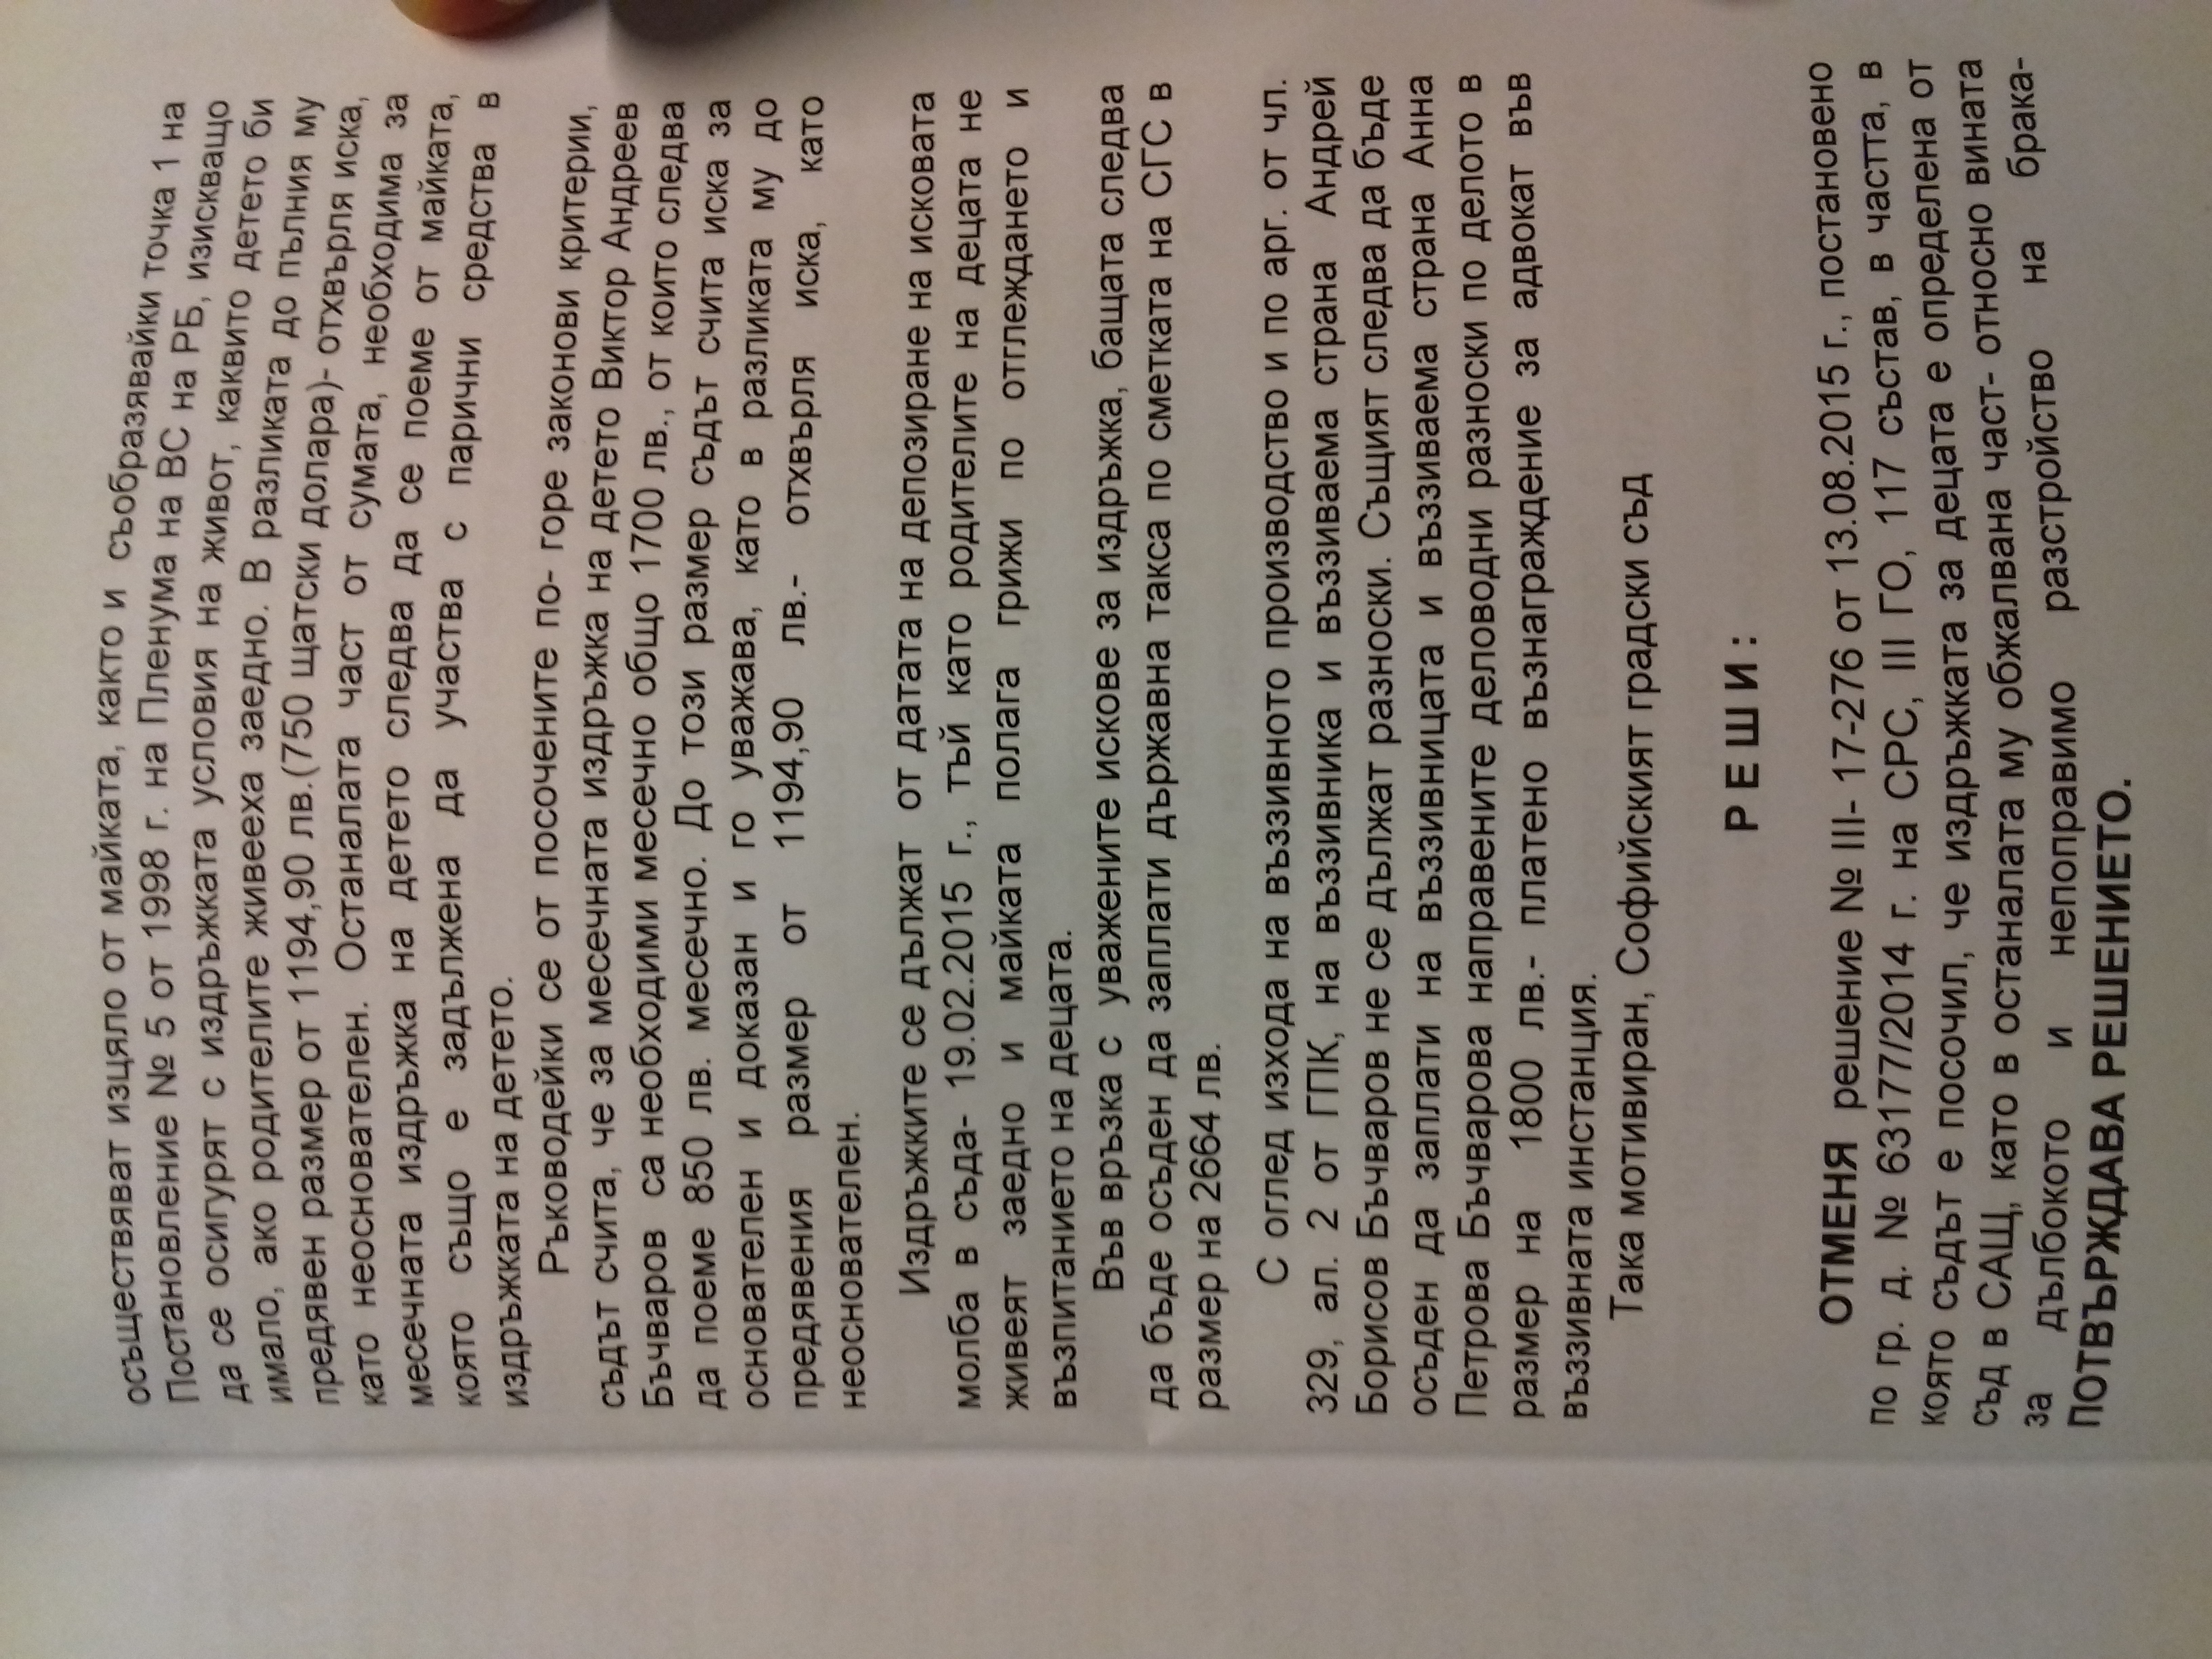 осъществяват изцяло от майката, както и съобразявайки точка 1 на
Постановление № 5 от 1998 г. на Пленума на ВС на РБ, изискващо
да се осигурят с издръжката условия на живот, каквито детето би
имало, ако родителите живееха заедно. В разликата до пълния му
предявен размер от 1194,90 лв.(750 щатски долара)- отхвърля иска,
като неоснователен. Останалата част от сумата, необходима за
месечната издръжка на детето следва да се поеме от майката,
която също е задължена да участва с парични средства в
издръжката на детето.
Ръководейки се от посочените по- горе законови критерии,
съдът счита, че за месечната издръжка на детето Виктор Андреев
Бъчваров са необходими месечно общо 1700 лв., от които следва
да поеме 850 лв. месечно. До този размер съдът счита иска за
основателен и доказан и го уважава, като в разликата му до
предявения размер от 1194,90 лв.- отхвърля иска, като
неоснователен.
Издръжките се дължат от датата на депозиране на исковата
молба в съда- 19.02.2015 г., тъй като родителите на децата не
живеят заедно и майката полага грижи по отглеждането и
възпитанието на децата.
Във връзка с уважените искове за издръжка, бащата следва
да бъде осъден да заплати държавна такса по сметката на СГС в
размер на 2664 лв.
С оглед изхода на въззивното производство и по арг. от чл.
329, ал. 2 от ГПК, на въззивника и въззиваема страна Андрей
Борисов Бъчваров не се дължат разноски. Същият следва да бъде
осъден да заплати на въззивницата и въззиваема страна Анна
Петрова Бъчварова направените деловодни разноски по делото в
размер на 1800 лв.- платено възнаграждение за адвокат във
въззивната инстанция.
Така мотивиран, Софийският градски съд
Р Е Ш И :
ОТМЕНЯ решение № III- 17-276 от 13.08.2015 г., постановено
по гр. д. № 63177/2014 г. на СРС, III ГО, 117 състав, в частта, в
която съдът е посочил, че издръжката за децата е определена от
съд в САЩ, като в останалата му обжалвана част- относно вината
за дълбокото и непоправимо разстройство на брака-
ПОТВЪРЖДАВА РЕШЕНИЕТО.